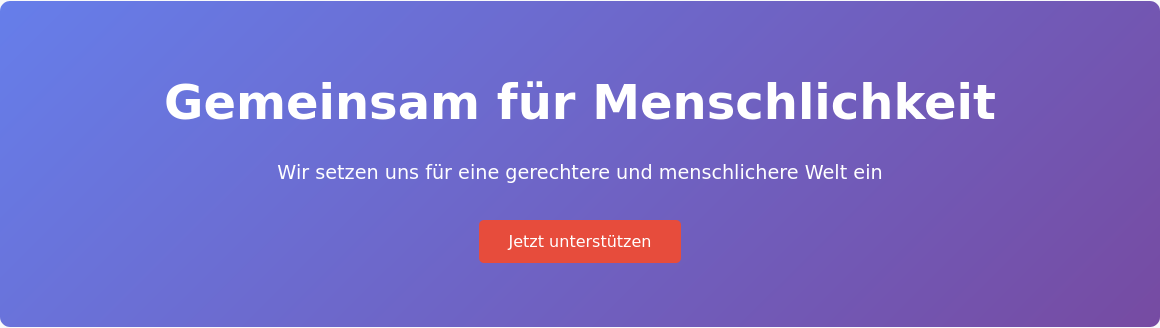 Gemeinsam für Menschlichkeit
Wir setzen uns für eine gerechtere und menschlichere Welt ein
Jetzt unterstützen